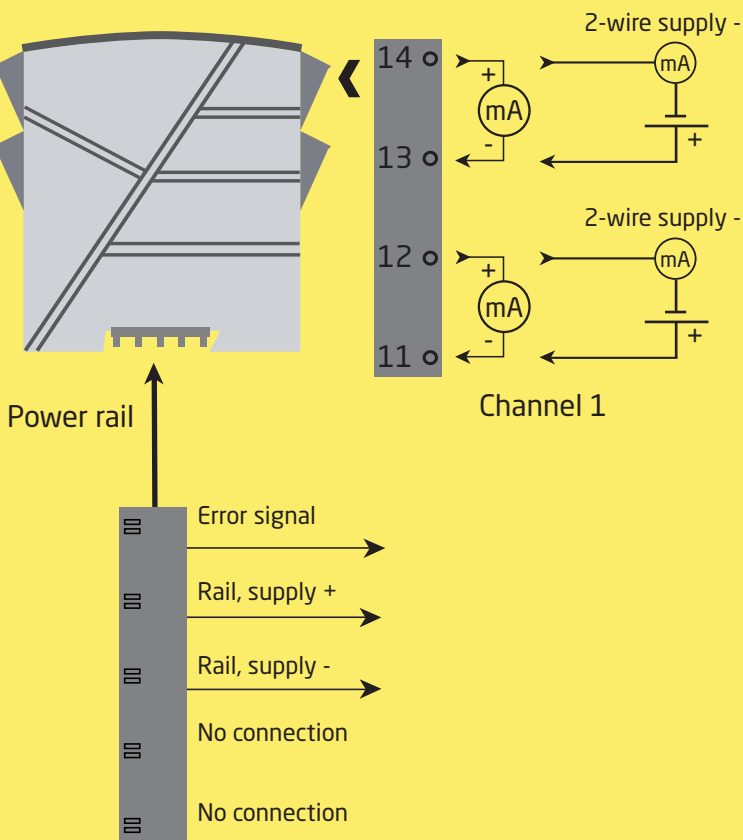 2-wire supply -
14
+
mA
mA
-
+
13
2-wire supply -
12
+
mA
mA
-
+
11
Channel 1
Power rail
Error signal
Rail, supply +
Rail, supply -
No connection
No connection